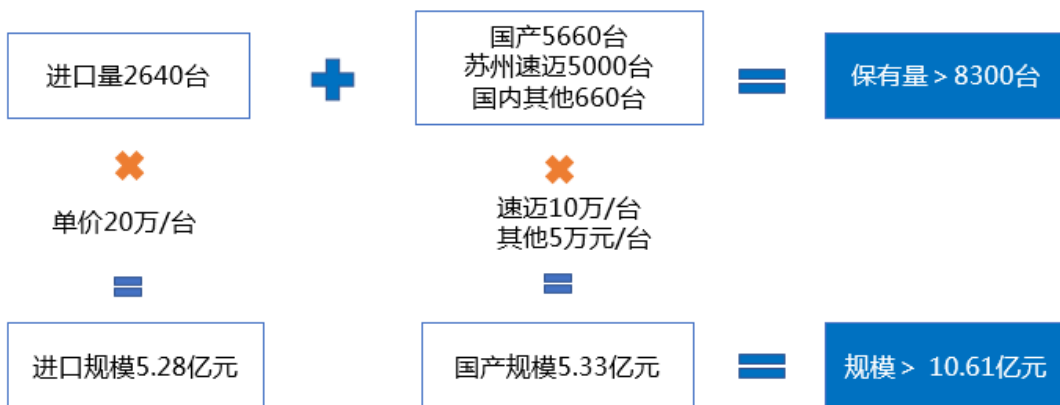 进口量2640台
国产5660台
苏州速迈5000台
国内其他660台
保有量＞8300台
单价20万/台
速迈10万/台
其他5万元/台
进口规模5.28亿元
国产规模5.33亿元
规模＞ 10.61亿元